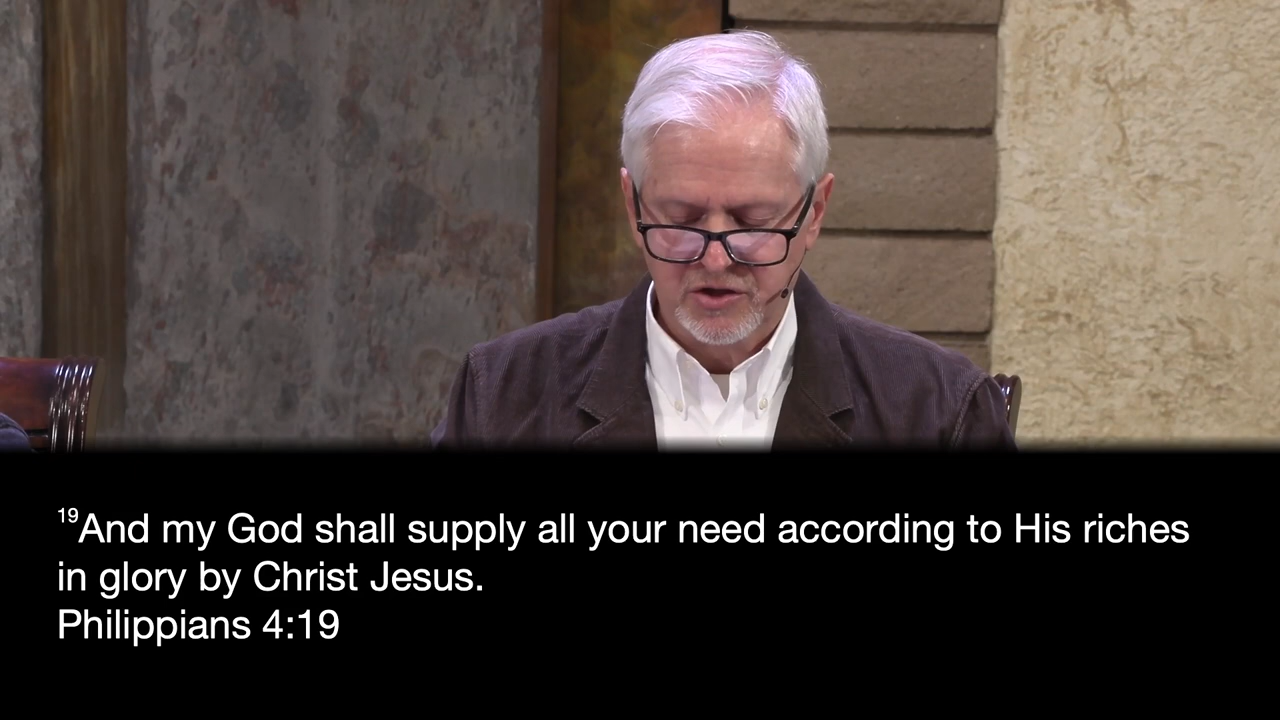 19And my God shall supply all your need according to His riches
in glory by Christ Jesus.
Philippians 4:19